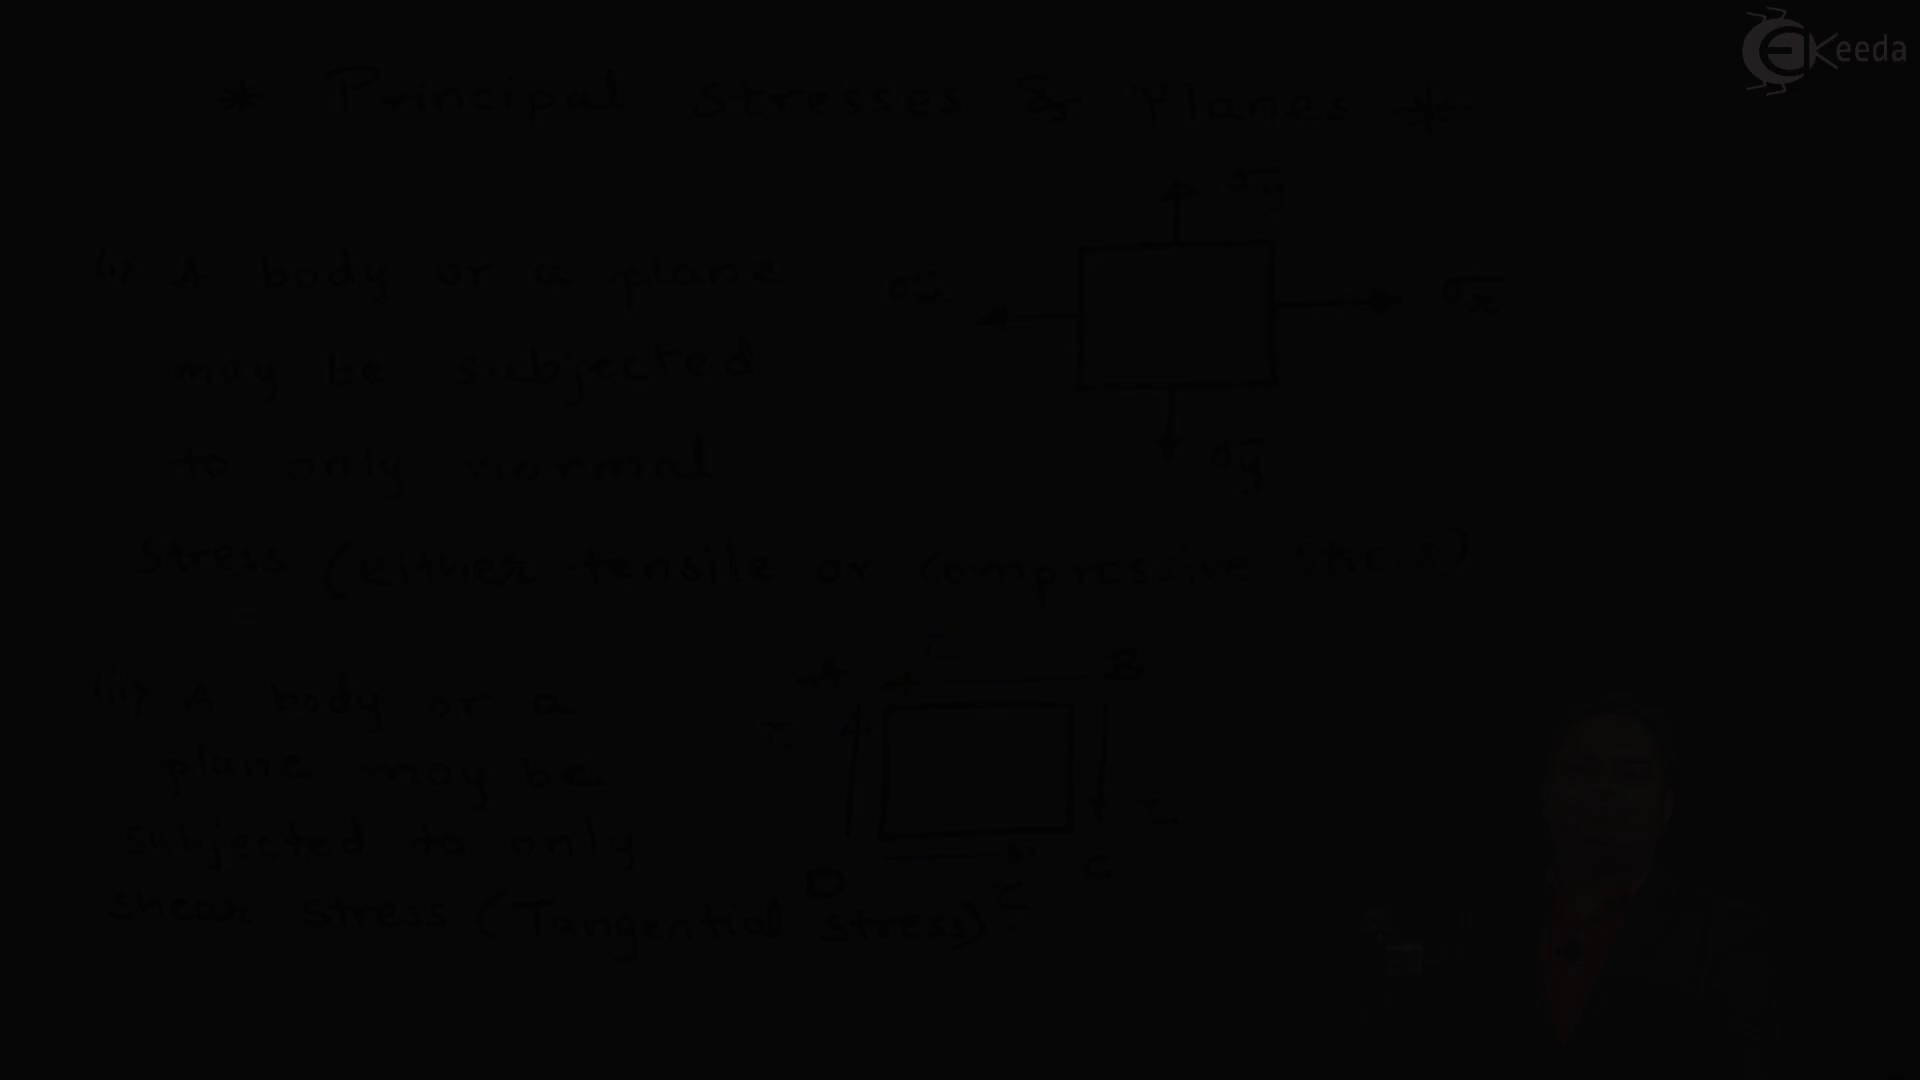 EKeeda
* Principal Stresses & Planes *
σy
(i) A body or a plane
σx
σx
may be subjected
to only normal
σy
Stress (either tensile or compressive stress)
τ
A B
(ii) A body or a
τ
plane may be
τ
subjected to only
D C
shear stress (Tangential stress).
τ